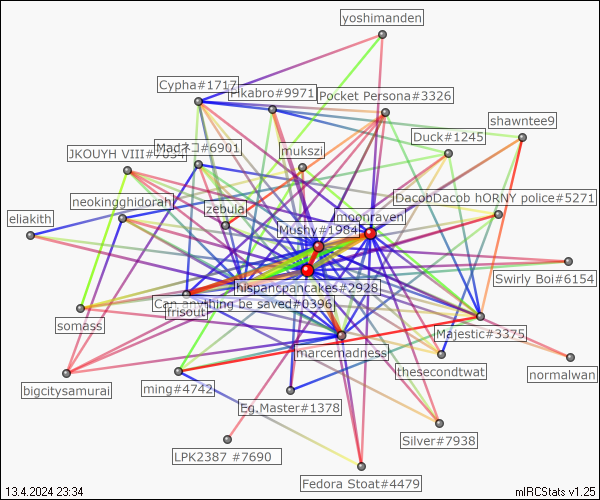 yoshimanden
Cypha#1717
Pikabro#9971
Pocket Persona#3326
shawntee9
Duck#1245
JKOUYH VIII#7034
Madネコ#6901
mukszi
DacobDacob hORNY police#5271
neokingghidorah
zebula
moonraven
eliakith
Mushy#1984
Swirly Boi#6154
hispancpancakes#2928
Can anything be saved#0396
frisout
somass
Majestic#3375
marcemadness
thesecondtwat
normalwan
bigcitysamurai
ming#4742
Eg.Master#1378
Silver#7938
LPK2387 #7690
Fedora Stoat#4479
13.4.2024 23:34
mIRCStats v1.25